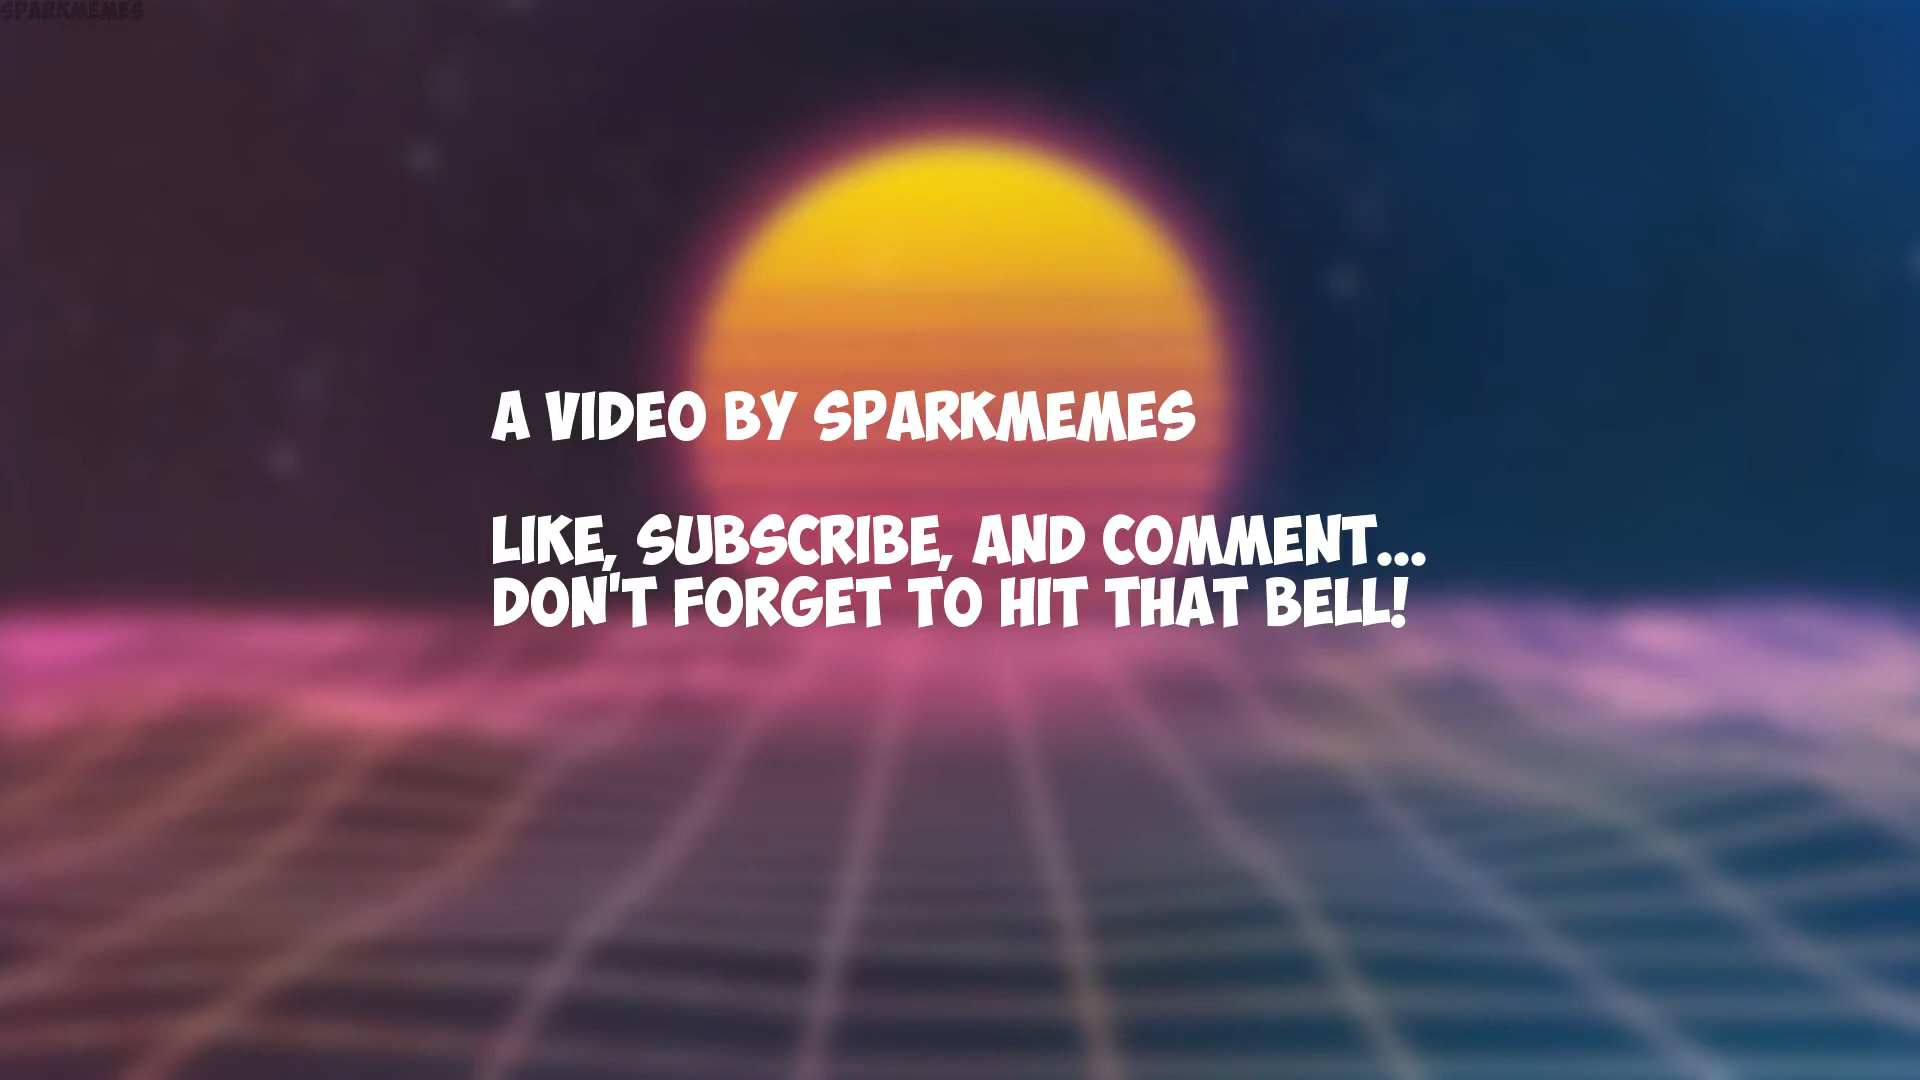 SPARKMEMES
A VIDEO BY SPARKMEMES
LIKE, SUBSCRIBE, AND COMMENT...
DON'T FORGET TO HIT THAT BELL!